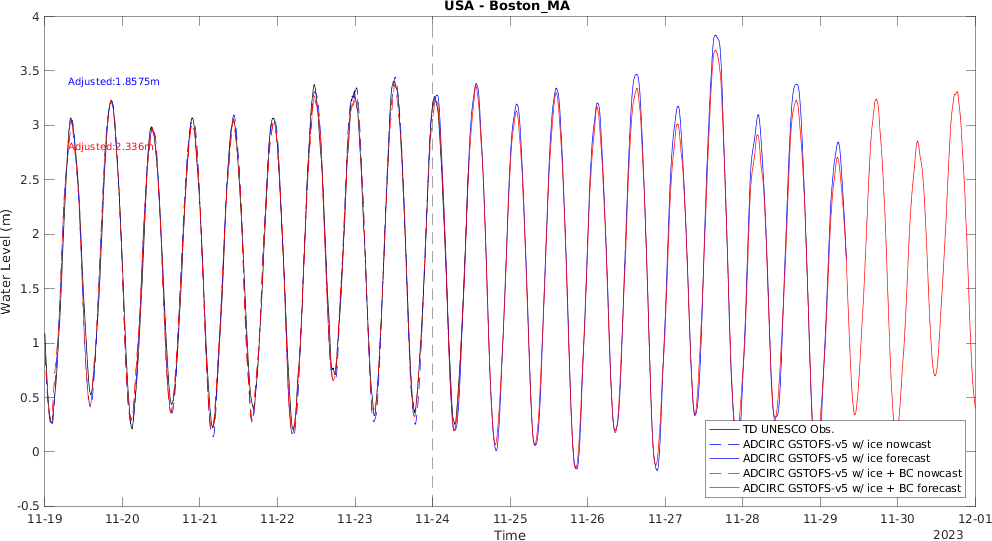 USA - Boston_MA
4
3.5
3
2.5
2
1.5
1
0.5
0
-0.5
Water Level (m)
Adjusted:1.8575m
Adjusted:2.336m
TD UNESCO Obs.
ADCIRC GSTOFS-v5 w/ ice nowcast
ADCIRC GSTOFS-v5 w/ ice forecast
ADCIRC GSTOFS-v5 w/ ice + BC nowcast
ADCIRC GSTOFS-v5 w/ ice + BC forecast
11-19 11-20 11-21 11-22 11-23 11-24 11-25 11-26 11-27 11-28 11-29 11-30 12-01
Time
2023